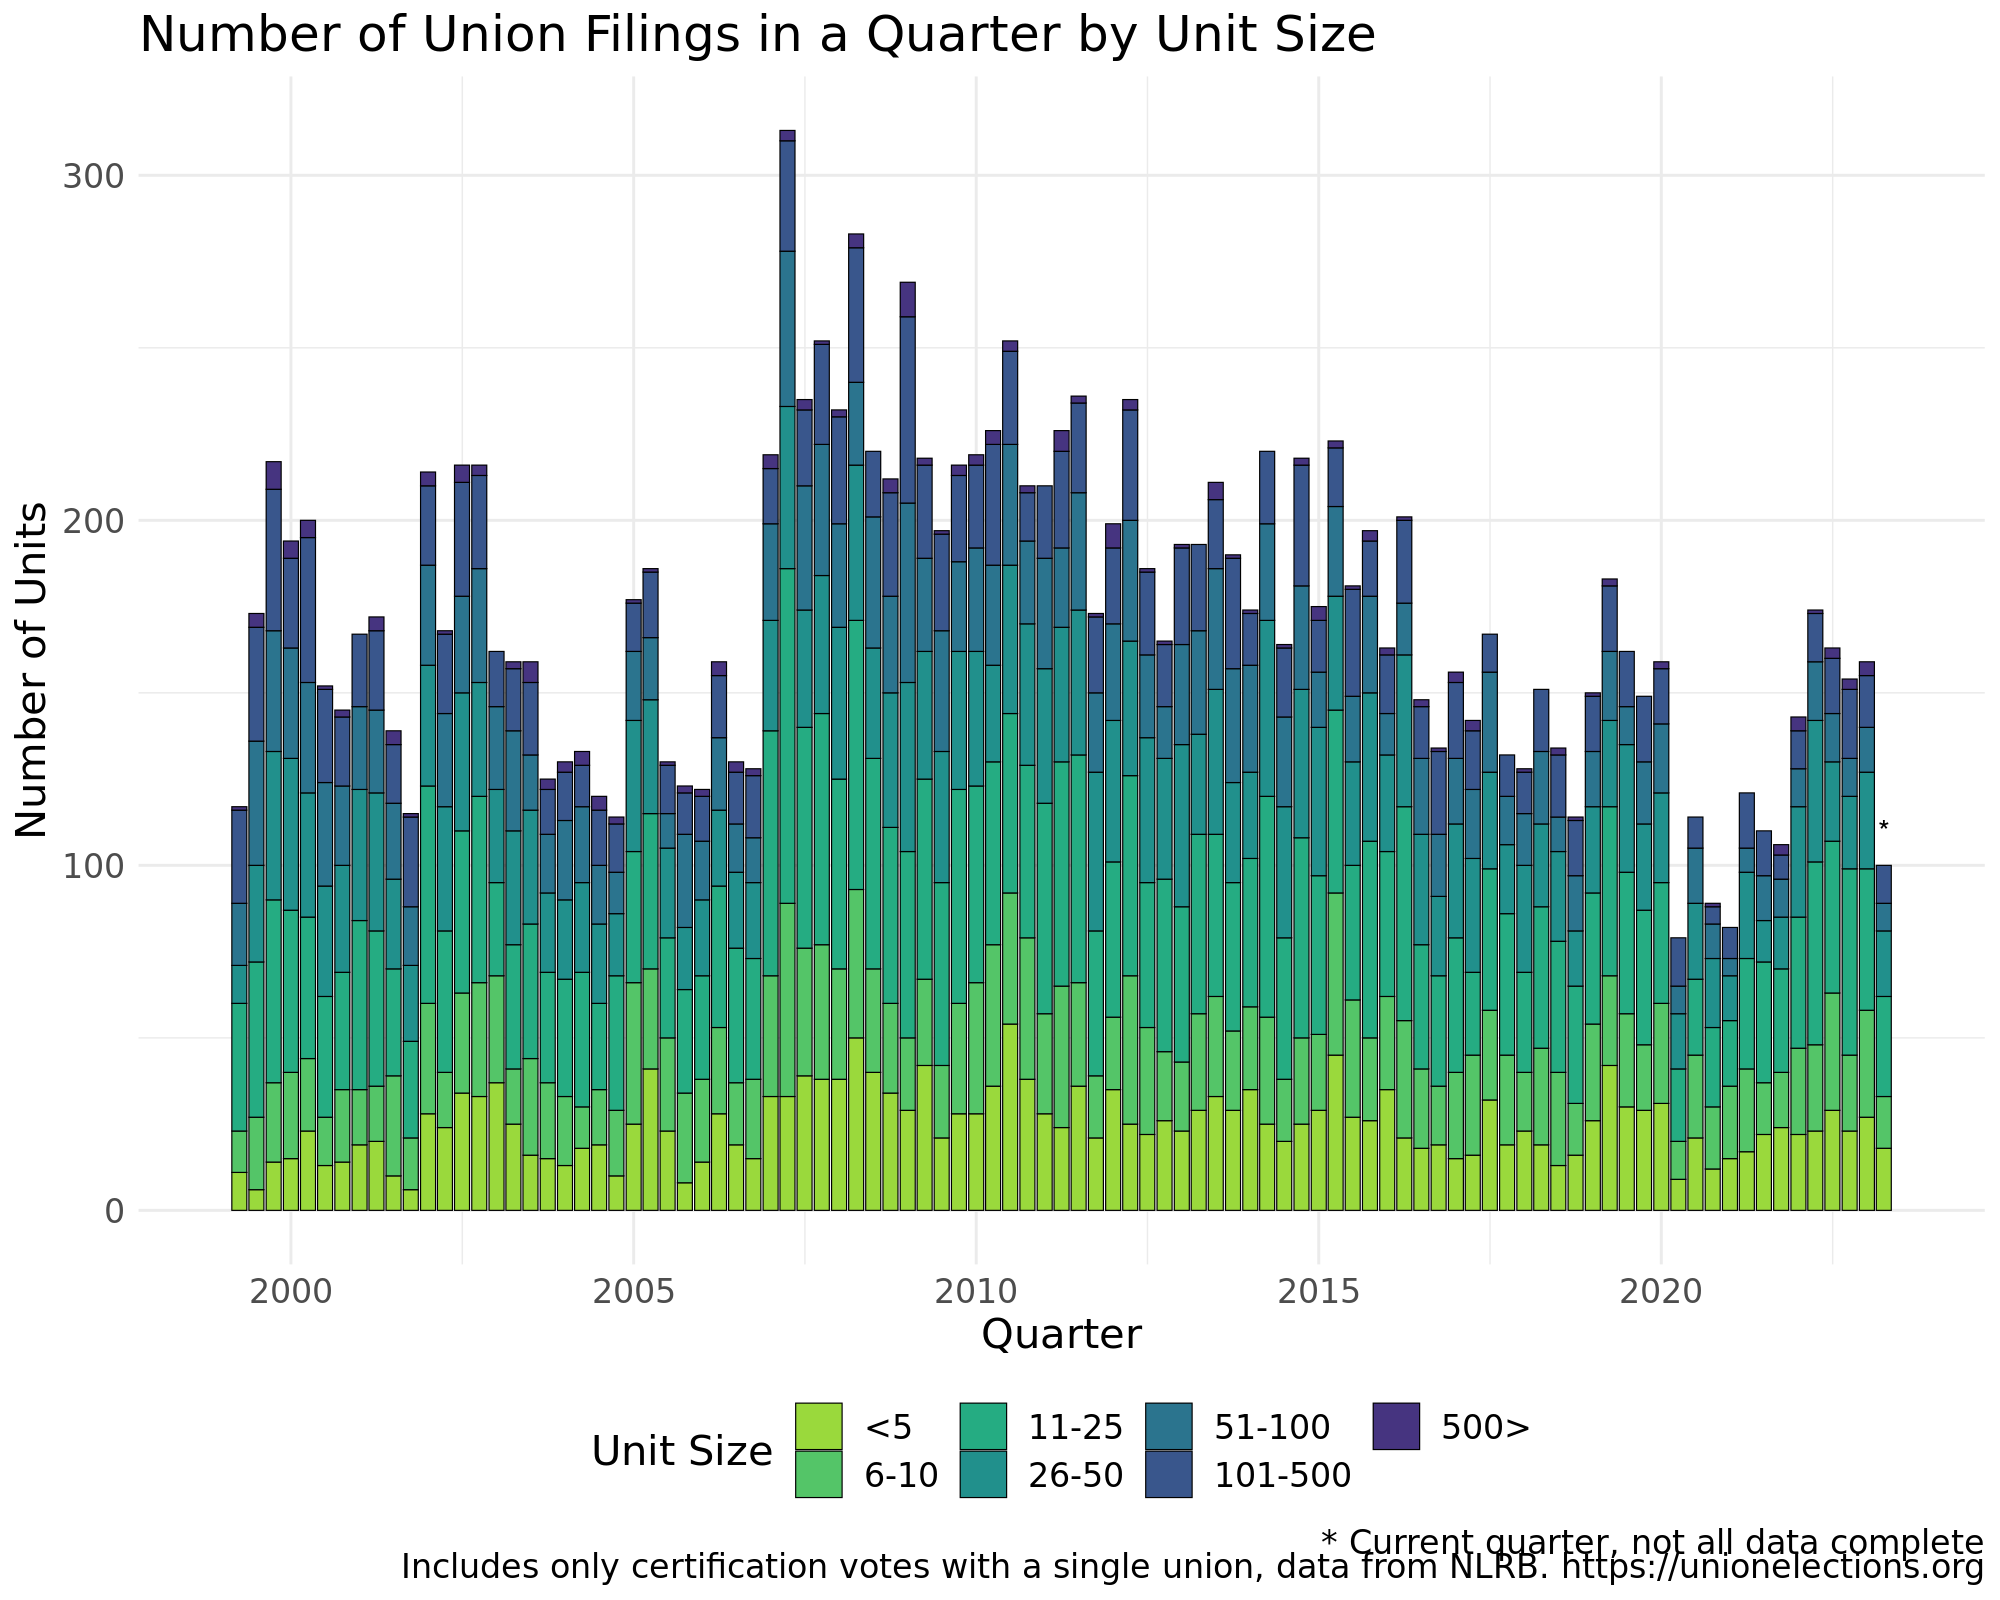 Number of Union Filings in a Quarter by Unit Size
Number of Units
300
200
100
0
*
2000 2005 2010 2015 2020
Quarter
Unit Size
<5 11-25 51-100 500>
6-10 26-50 101-500
* Current quarter, not all data complete
Includes only certification votes with a single union, data from NLRB. https://unionelections.org